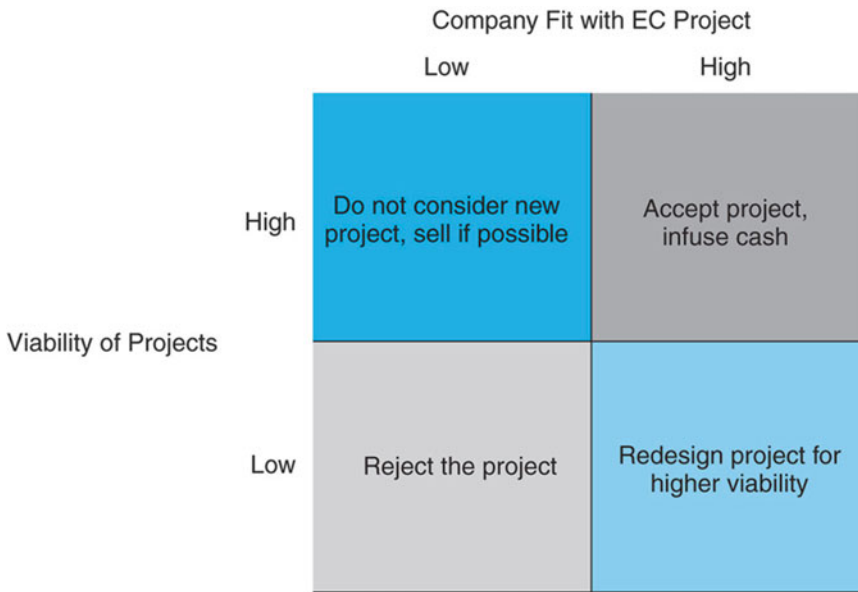 Company Fit with EC Project
Low
High
High
Do not consider new
project, sell if possible
Accept project,
infuse cash
Viability of Projects
Low
Reject the project
Redesign project for
higher viability